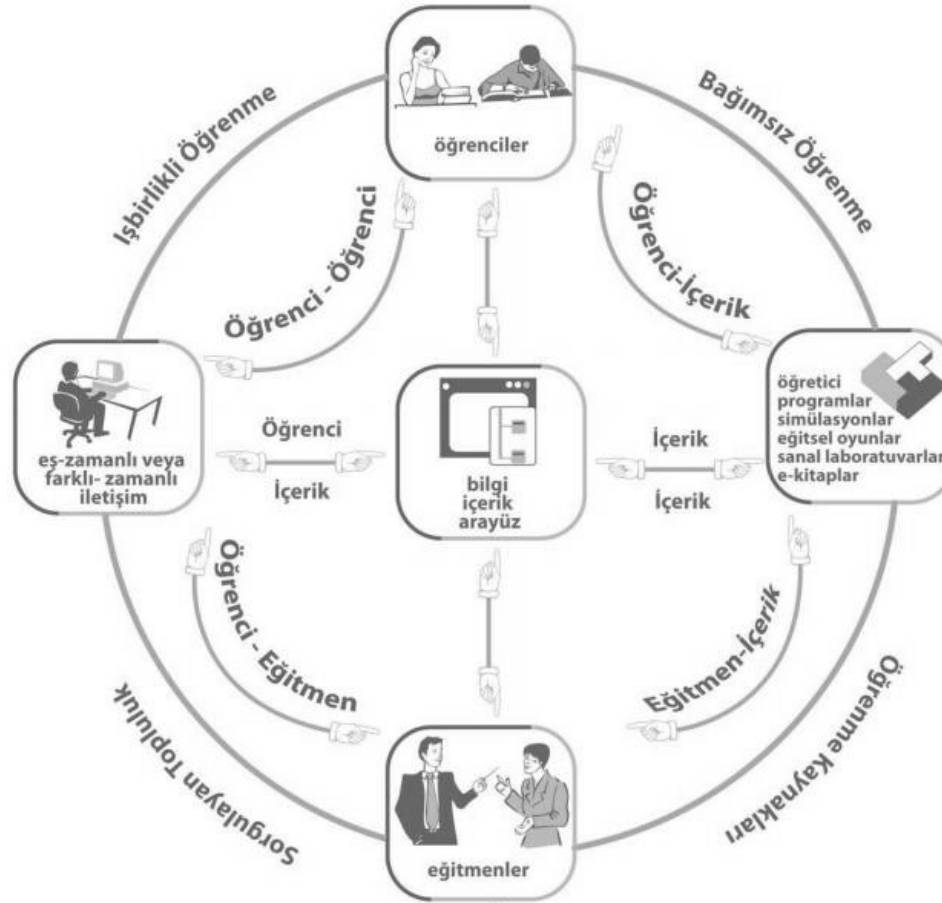 öğrenciler
İşbirlikli Öğrenme
Bağımsız Öğrenme
Öğrenci - Öğrenci
Öğrenci-İçerik
eş-zamanlı veya
farklı- zamanlı
iletişim
Öğrenci
İçerik
bilgi
içerik
arayüz
İçerik
İçerik
öğretici
programlar
simülasyonlar
eğitsel oyunlar
sanal laboratuvarlar
e-kitaplar
Öğrenci - Eğitmen
Eğitmen-İçerik
Sorgulayan Topluluk
Öğrenme Kaynakları
eğitmenler